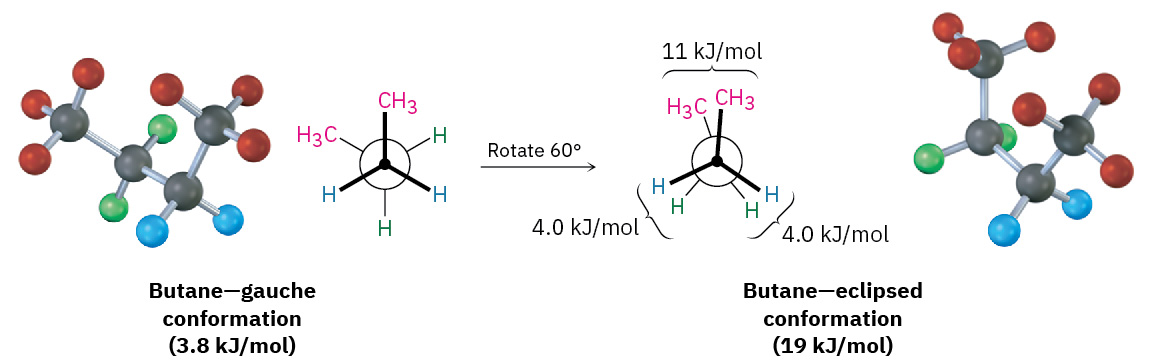 11 kJ/mol
CH3
H3C
H
H
H
H
Rotate 60°
H3C
CH3
H
H
H
H
4.0 kJ/mol
4.0 kJ/mol
Butane—gauche
conformation
(3.8 kJ/mol)
Butane—eclipsed
conformation
(19 kJ/mol)